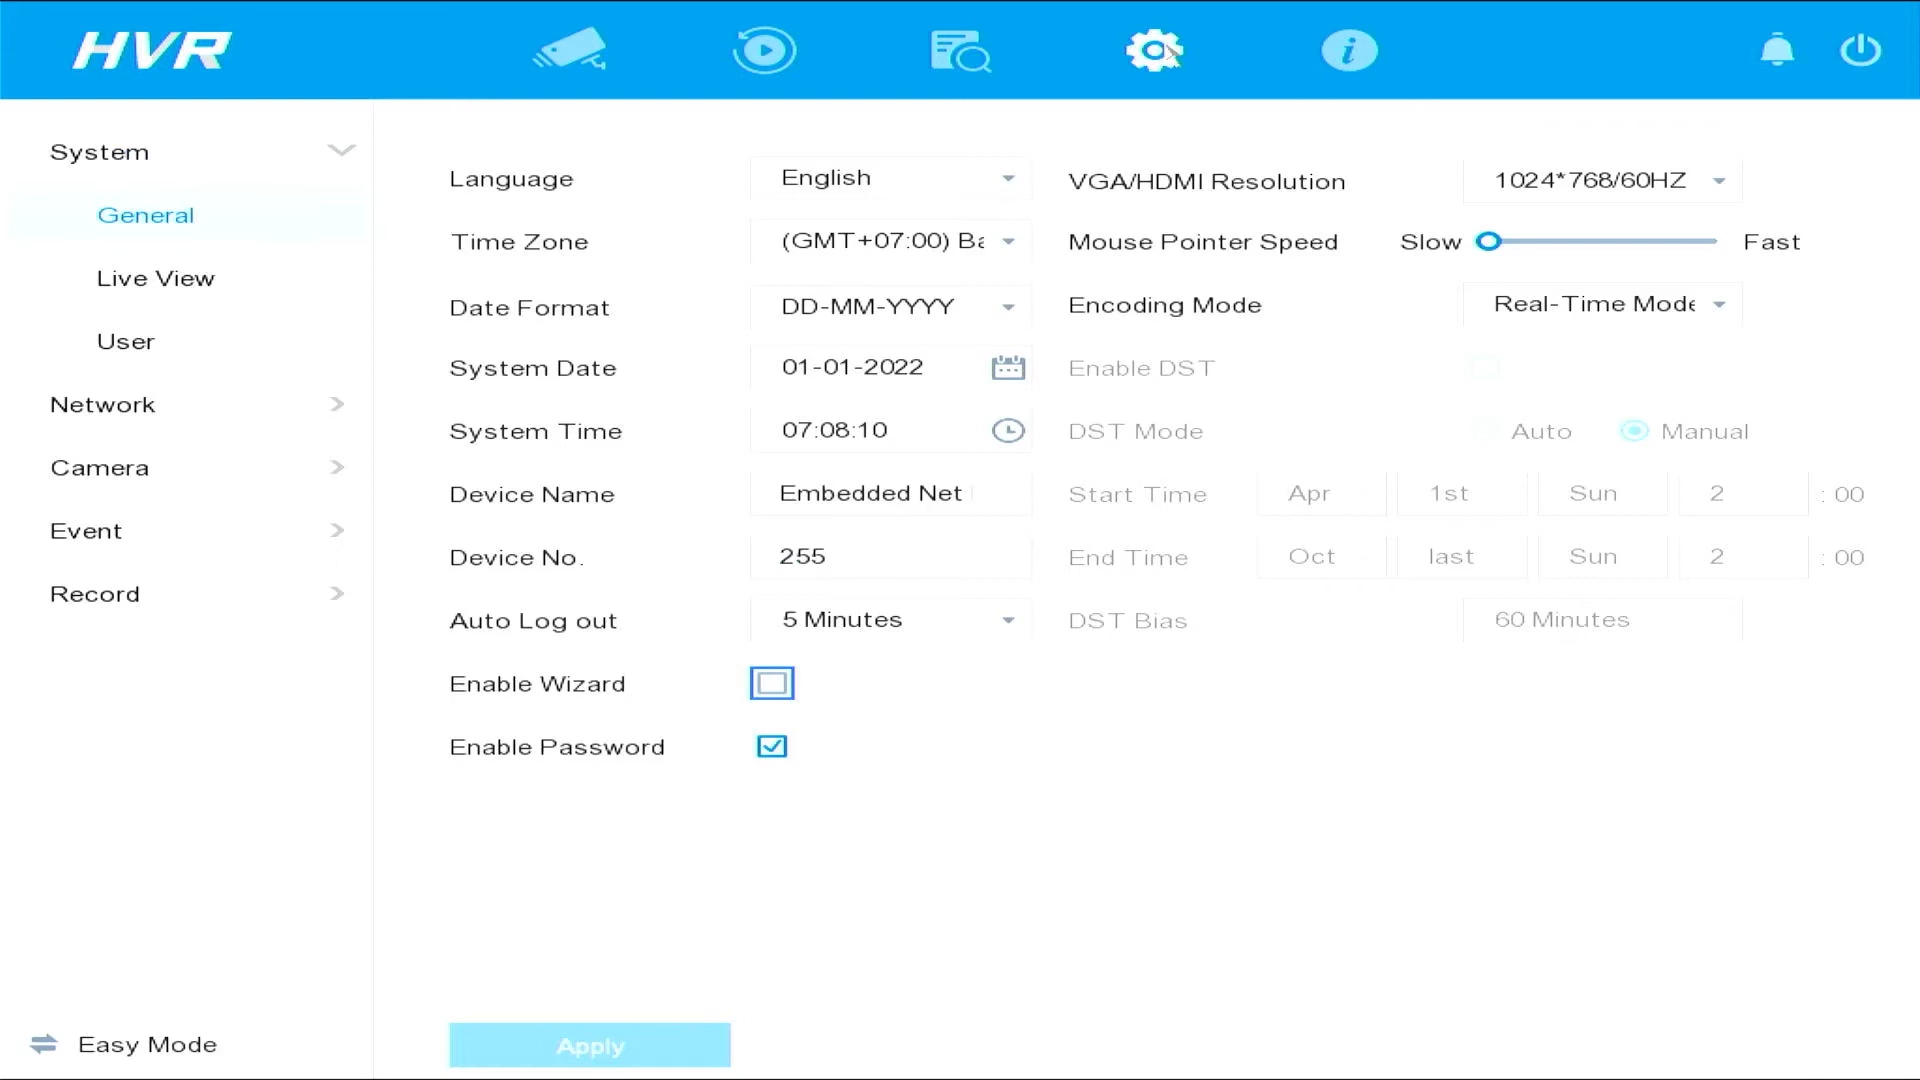 HVR
System
General
Live View
User
Network
Camera
Event
Record
Easy Mode
Language English
Time Zone (GMT+07:00) Ba
Date Format DD-MM-YYYY
System Date 01-01-2022
System Time 07:08:10
Device Name Embedded Net
Device No. 255
Auto Log out 5 Minutes
Enable Wizard
Enable Password
VGA/HDMI Resolution 1024*768/60HZ
Mouse Pointer Speed Slow Fast
Encoding Mode Real-Time Mode
Enable DST
DST Mode Auto Manual
Start Time Apr 1st Sun 2 : 00
End Time Oct last Sun 2 : 00
DST Bias 60 Minutes
Apply